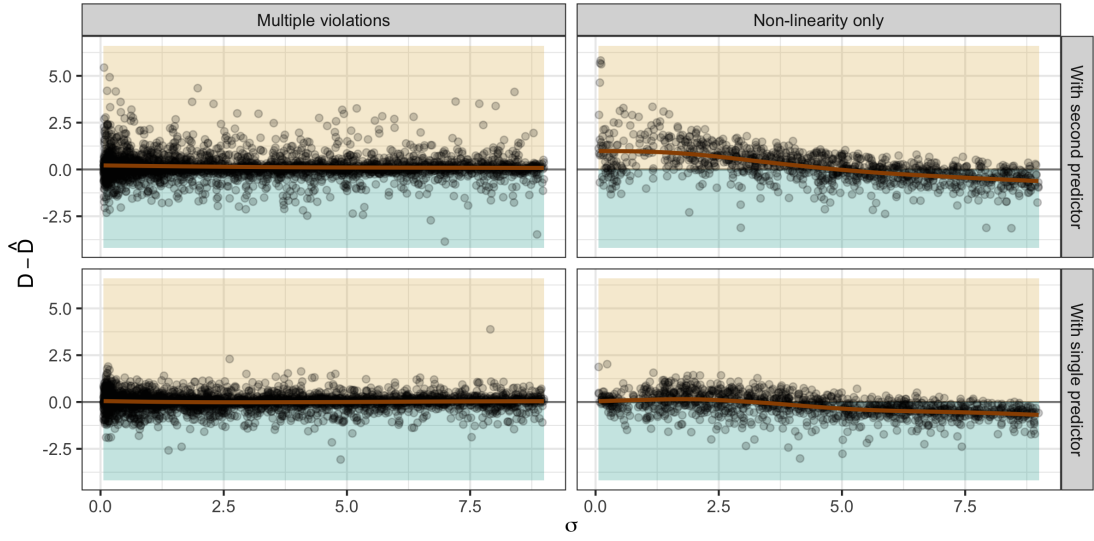 Multiple violations
Non-linearity only
5.0
2.5
0.0
-2.5
With second predictor
D − D̂
5.0
2.5
0.0
-2.5
With single predictor
0.0 2.5 5.0 7.5
0.0 2.5 5.0 7.5
σ